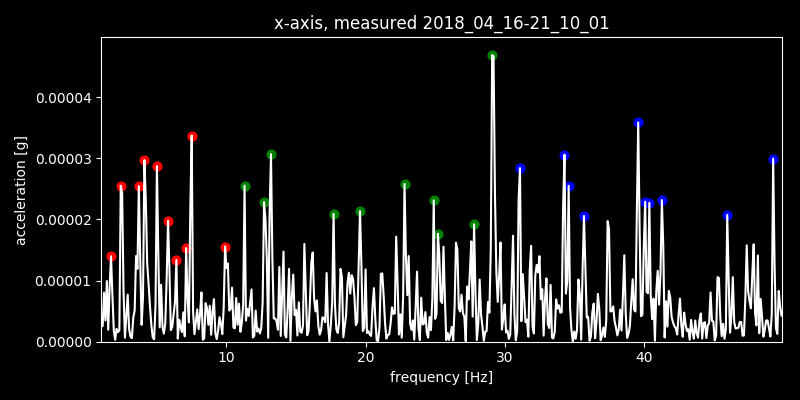 x-axis, measured 2018_04_16-21_10_01
acceleration [g]
0.00004
0.00003
0.00002
0.00001
0.00000
10 20 30 40
frequency [Hz]